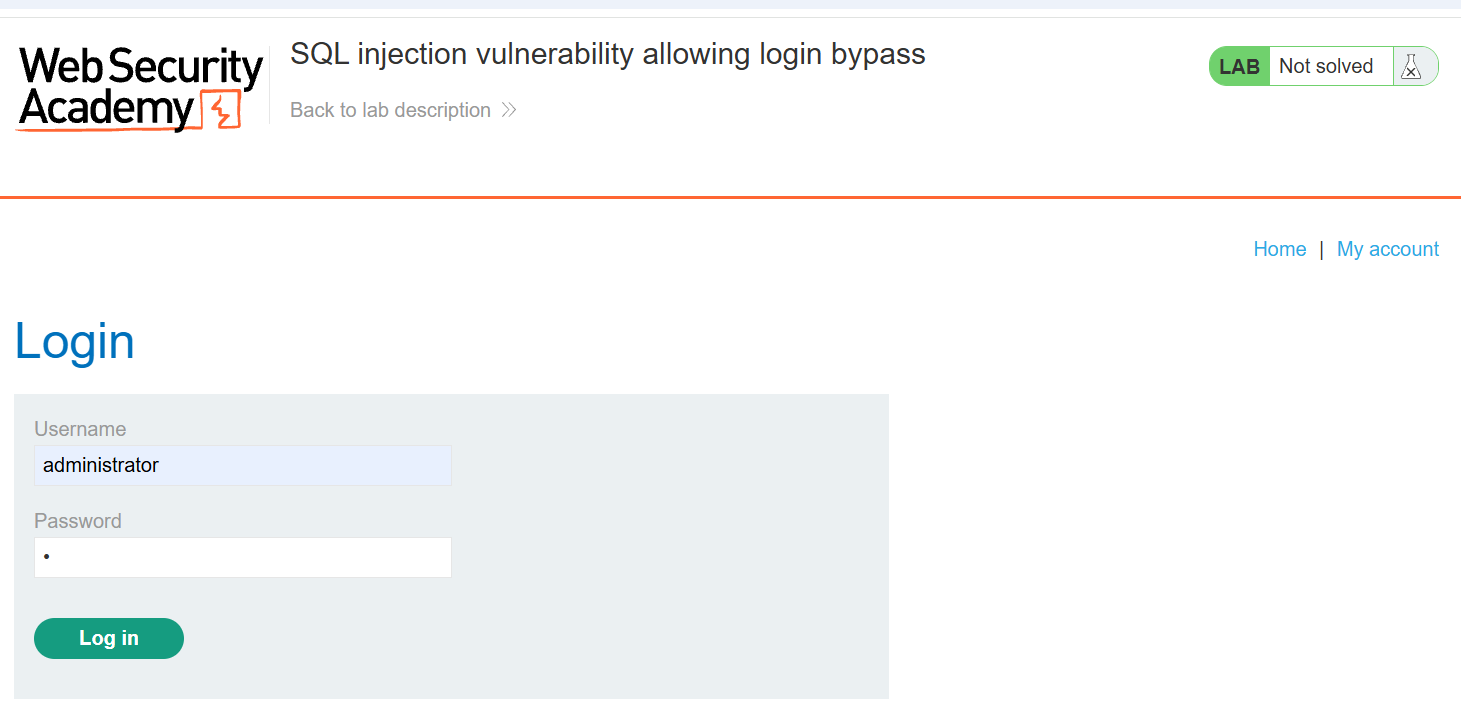 Web Security
Academy
SQL injection vulnerability allowing login bypass
Back to lab description
LAB
Not solved
Home | My account
Login
Username
administrator
Password
Log in